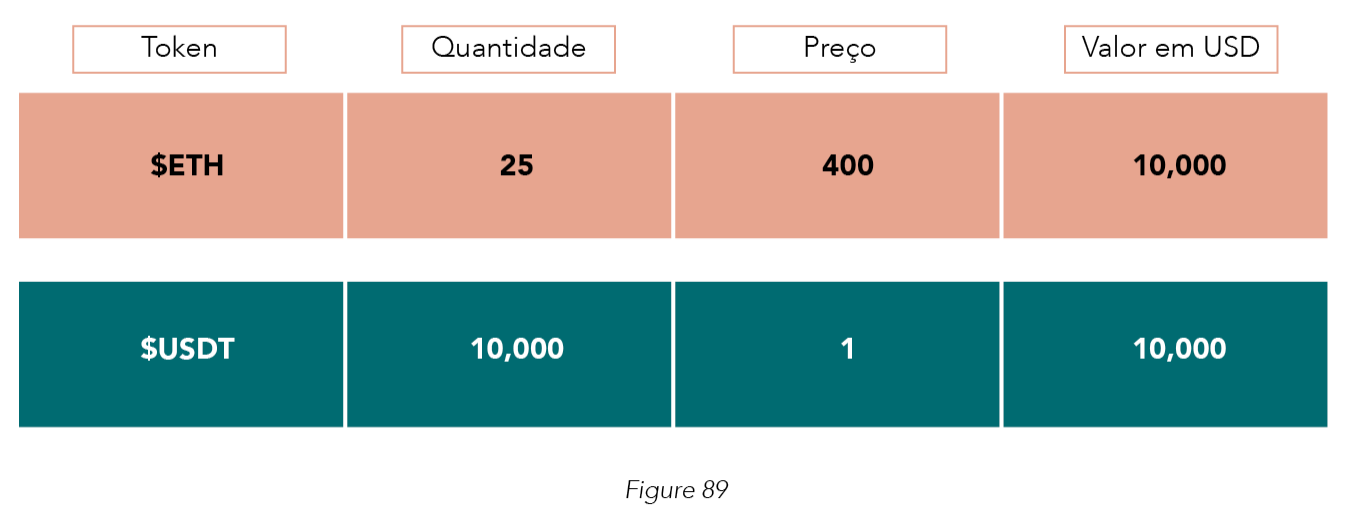 Token Quantidade Preço Valor em USD
$ETH 25 400 10,000
$USDT 10,000 1 10,000
Figure 89